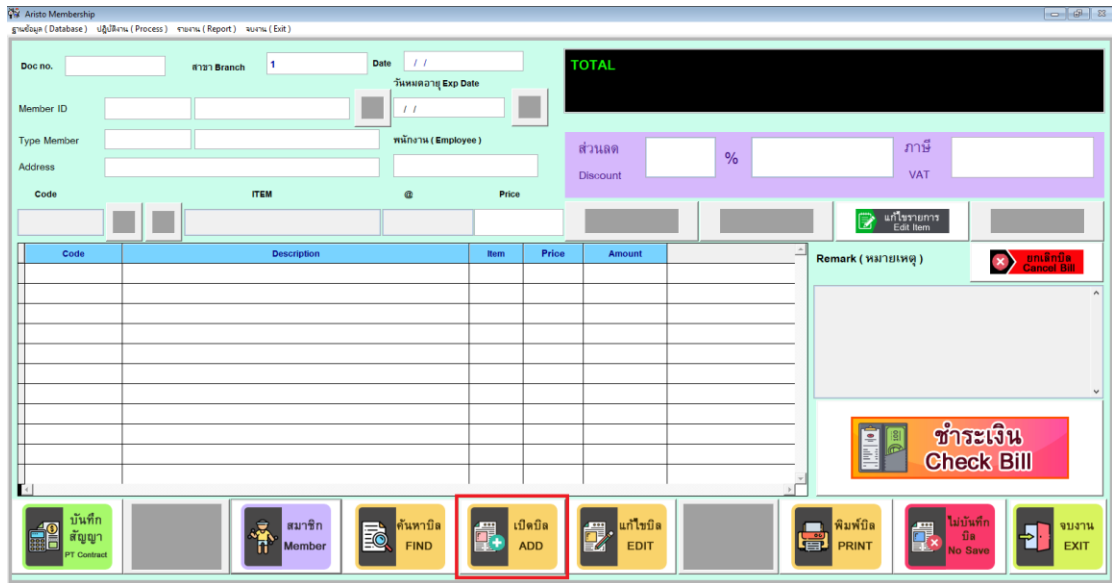 Aristo Membership
ฐานข้อมูล ( Database ) ปฏิบัติงาน ( Process ) รายงาน ( Report ) จบงาน ( Exit )
Doc no. สาขา Branch 1 Date / /
TOTAL
วันหมดอายุ Exp Date
Member ID / /
Type Member พนักงาน ( Employee )
ส่วนลด % ภาษี
Discount VAT
Address
Code ITEM @ Price
แก้ไขรายการ
Edit Item
Code Description Item Price Amount
Remark ( หมายเหตุ )
ยกเลิกบิล
Cancel Bill
ชำระเงิน
Check Bill
บันทึก
สัญญา
PT Contract
สมาชิก
Member
ค้นหาบิล
FIND
เปิดบิล
ADD
แก้ไขบิล
EDIT
พิมพ์บิล
PRINT
ไม่บันทึก
บิล
No Save
จบงาน
EXIT